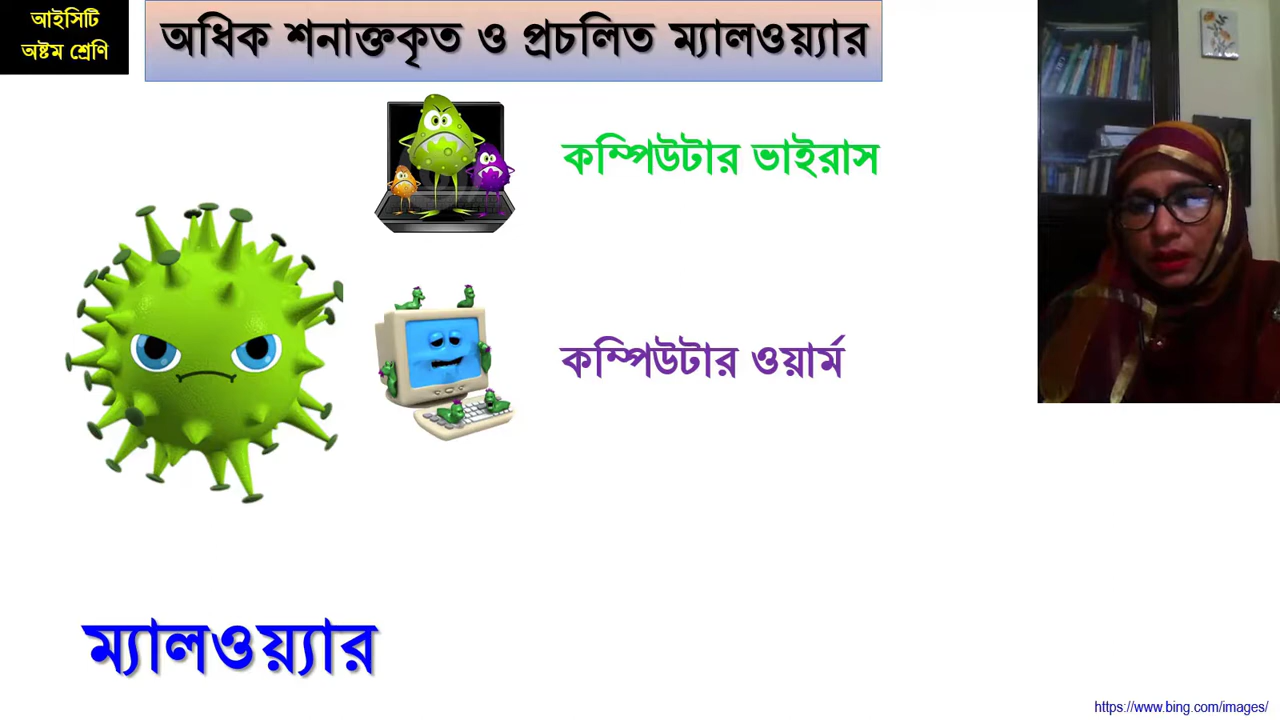 আইসিটি
অষ্টম শ্রেণি
অধিক শনাক্তকৃত ও প্রচলিত ম্যালওয়্যার
কম্পিউটার ভাইরাস
কম্পিউটার ওয়ার্ম
ম্যালওয়্যার
https://www.bing.com/images/